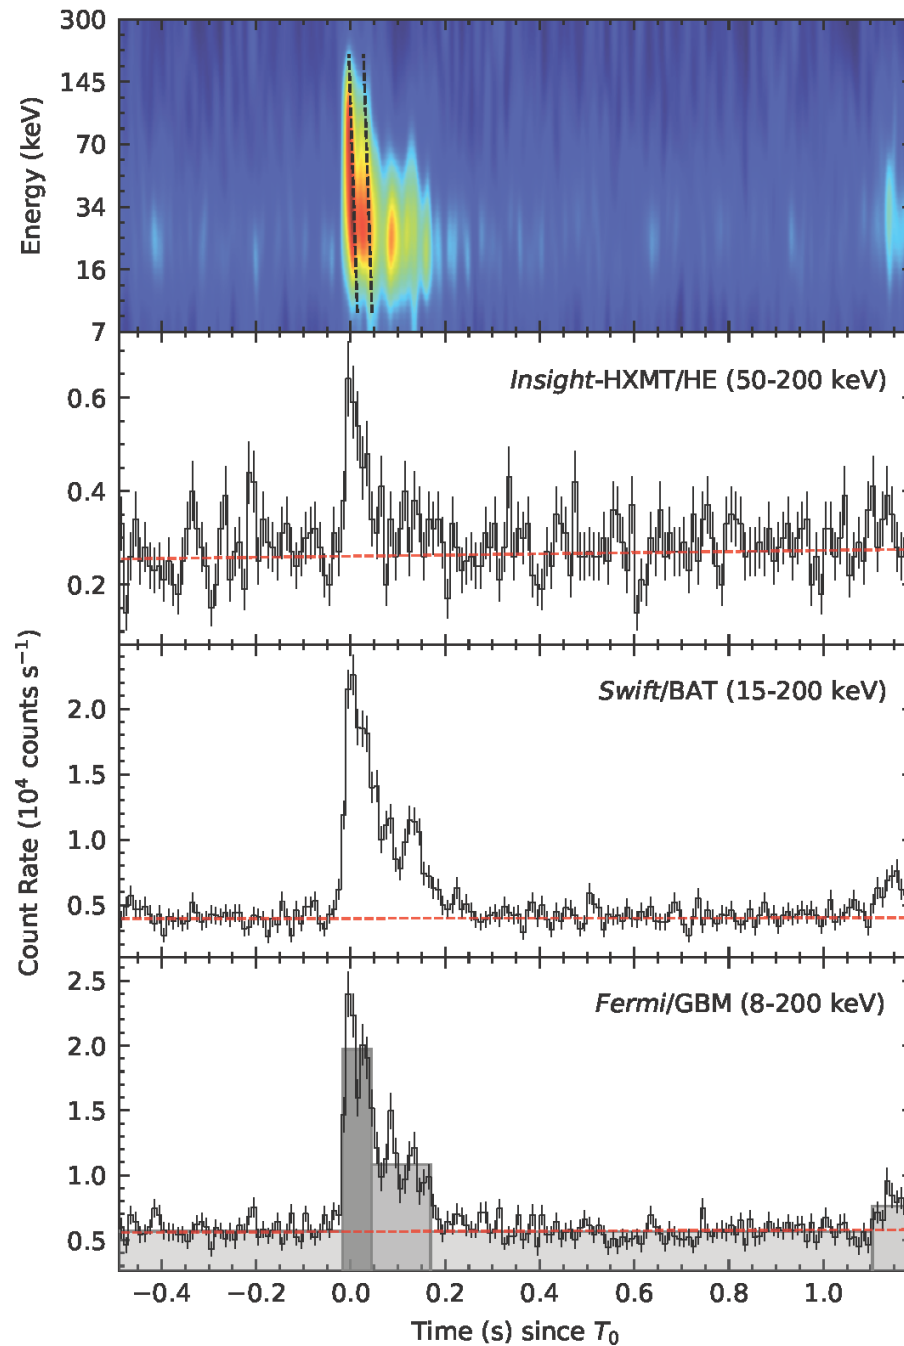 300
145
70
34
16
7
Energy (keV)
Insight-HXMT/HE (50-200 keV)
0.6
0.4
0.2
Swift/BAT (15-200 keV)
2.0
1.5
1.0
0.5
Count Rate (10⁴ counts s⁻¹)
Fermi/GBM (8-200 keV)
2.5
2.0
1.5
1.0
0.5
−0.4 −0.2 0.0 0.2 0.4 0.6 0.8 1.0
Time (s) since T₀